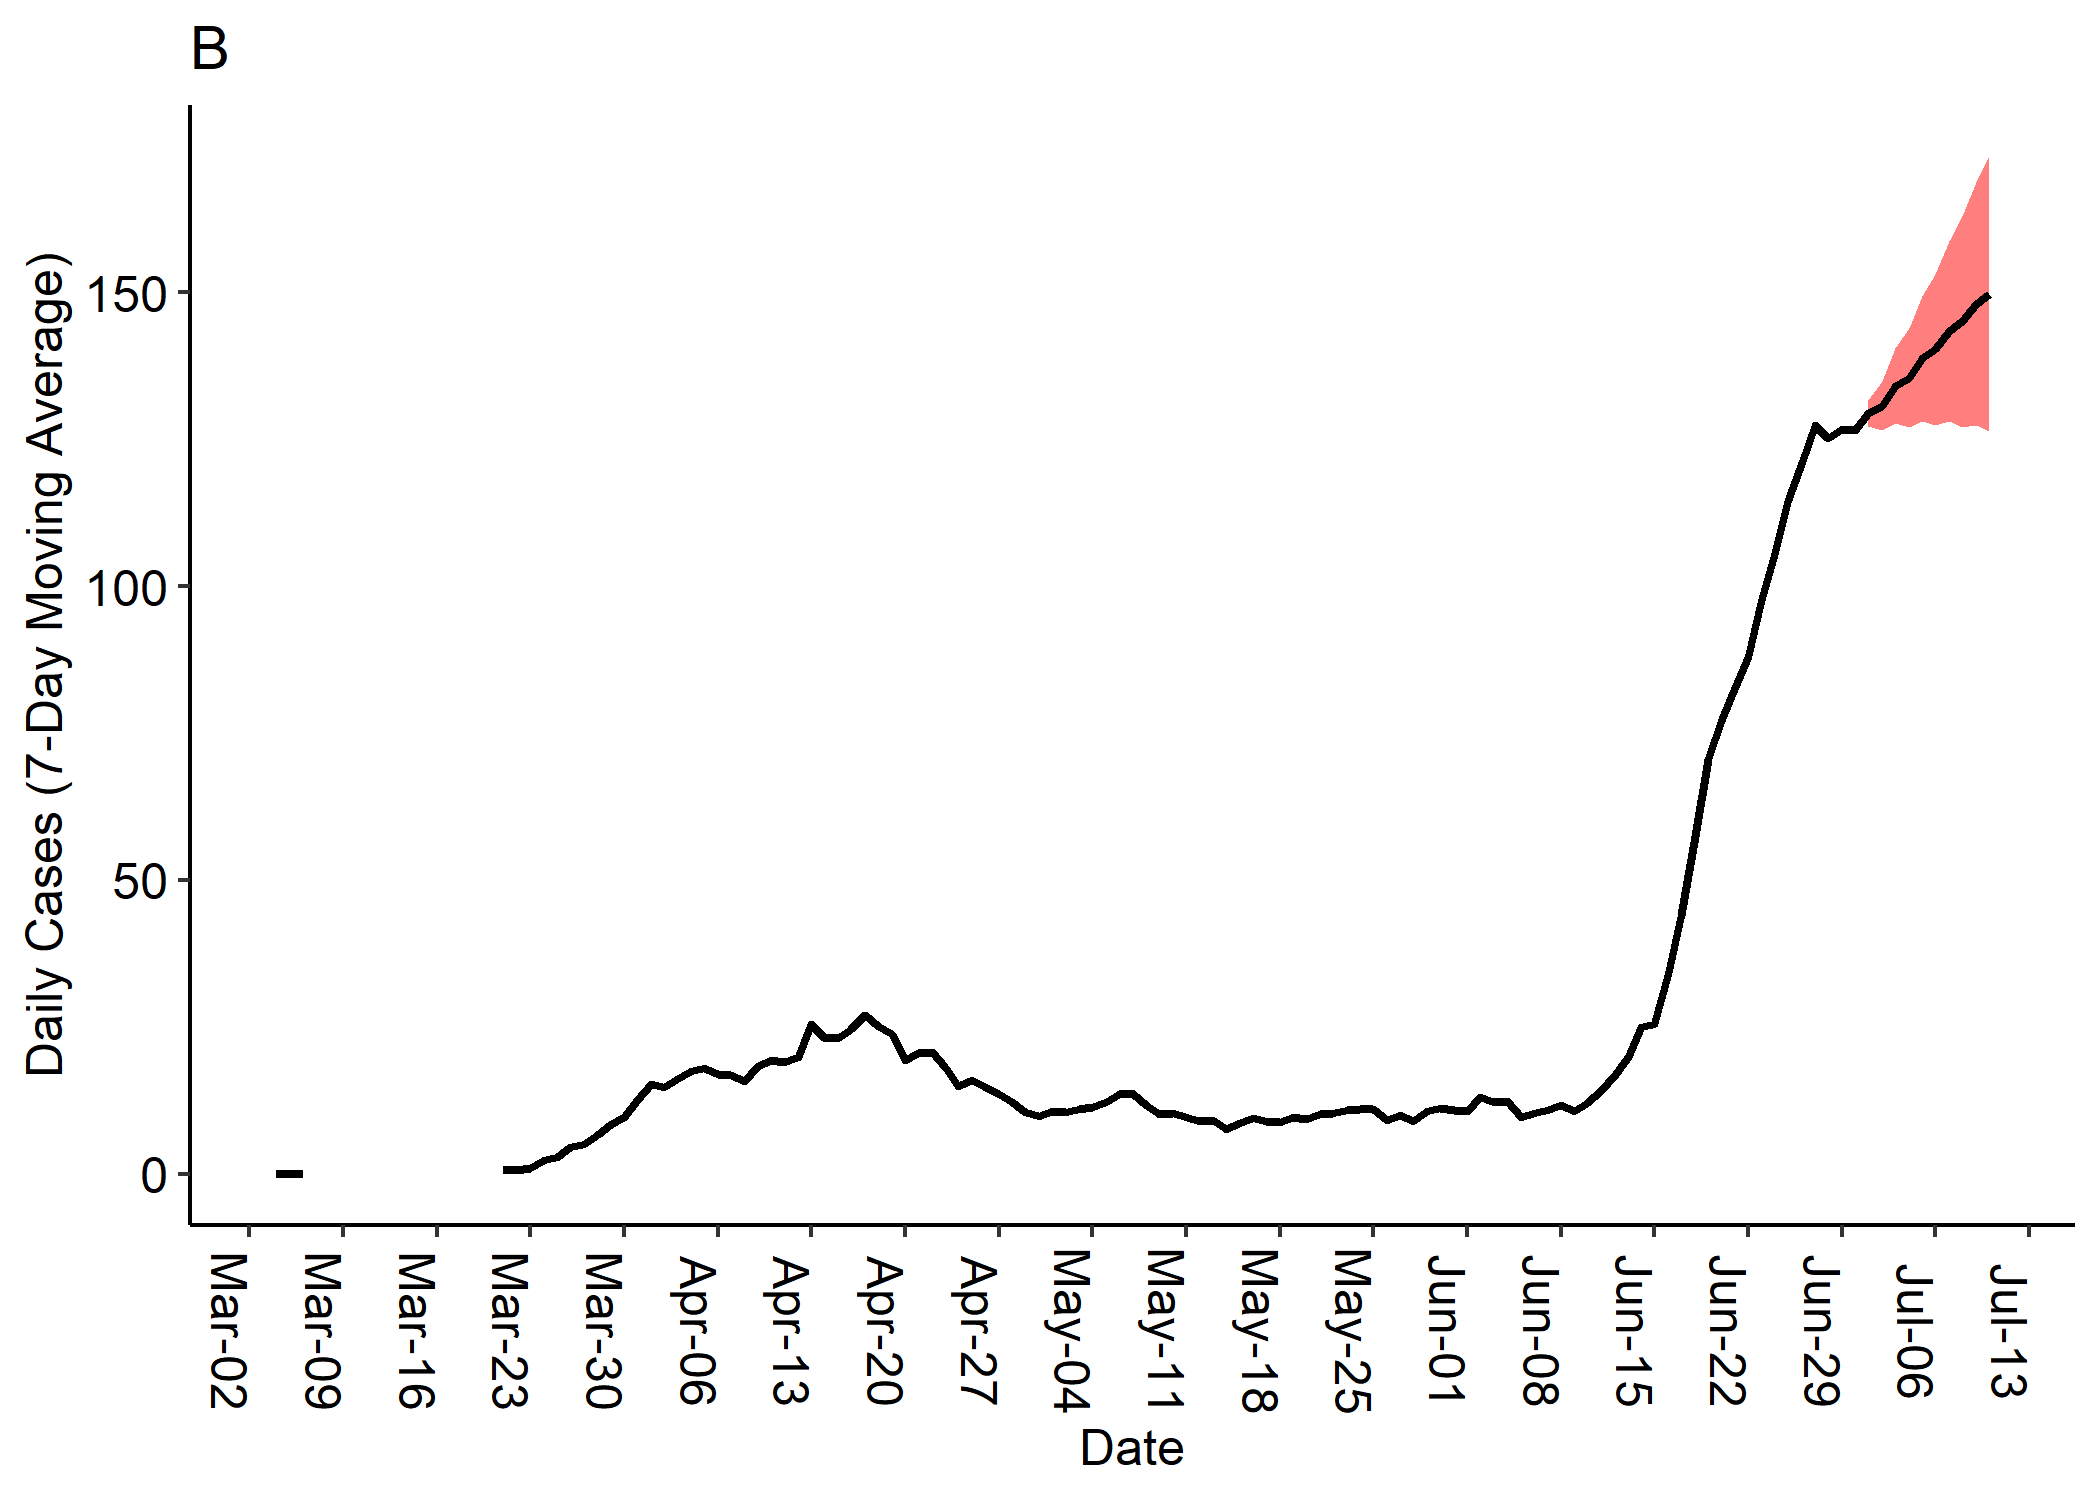 B
Daily Cases (7-Day Moving Average)
150
100
50
0
Mar-02
Mar-09
Mar-16
Mar-23
Mar-30
Apr-06
Apr-13
Apr-20
Apr-27
May-04
May-11
May-18
May-25
Jun-01
Jun-08
Jun-15
Jun-22
Jun-29
Jul-06
Jul-13
Date